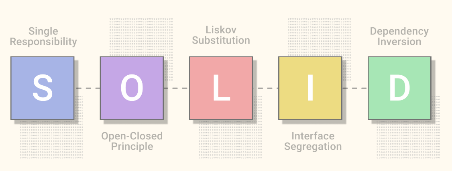 Single
Responsibility
S
O
Open-Closed
Principle
Liskov
Substitution
L
I
Interface
Segregation
Dependency
Inversion
D